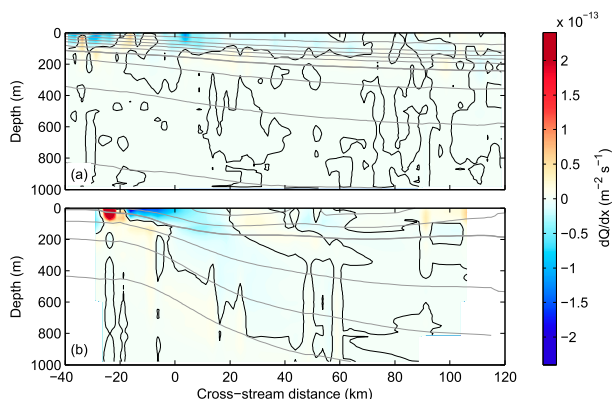 0
200
400
600
800
1000
Depth (m)
(a)
0
200
400
600
800
1000
Depth (m)
(b)
−40 −20 0 20 40 60 80 100 120
Cross−stream distance (km)
x 10⁻¹³
2
1.5
1
0.5
0
−0.5
−1
−1.5
−2
dQ/dx (m⁻² s⁻¹)